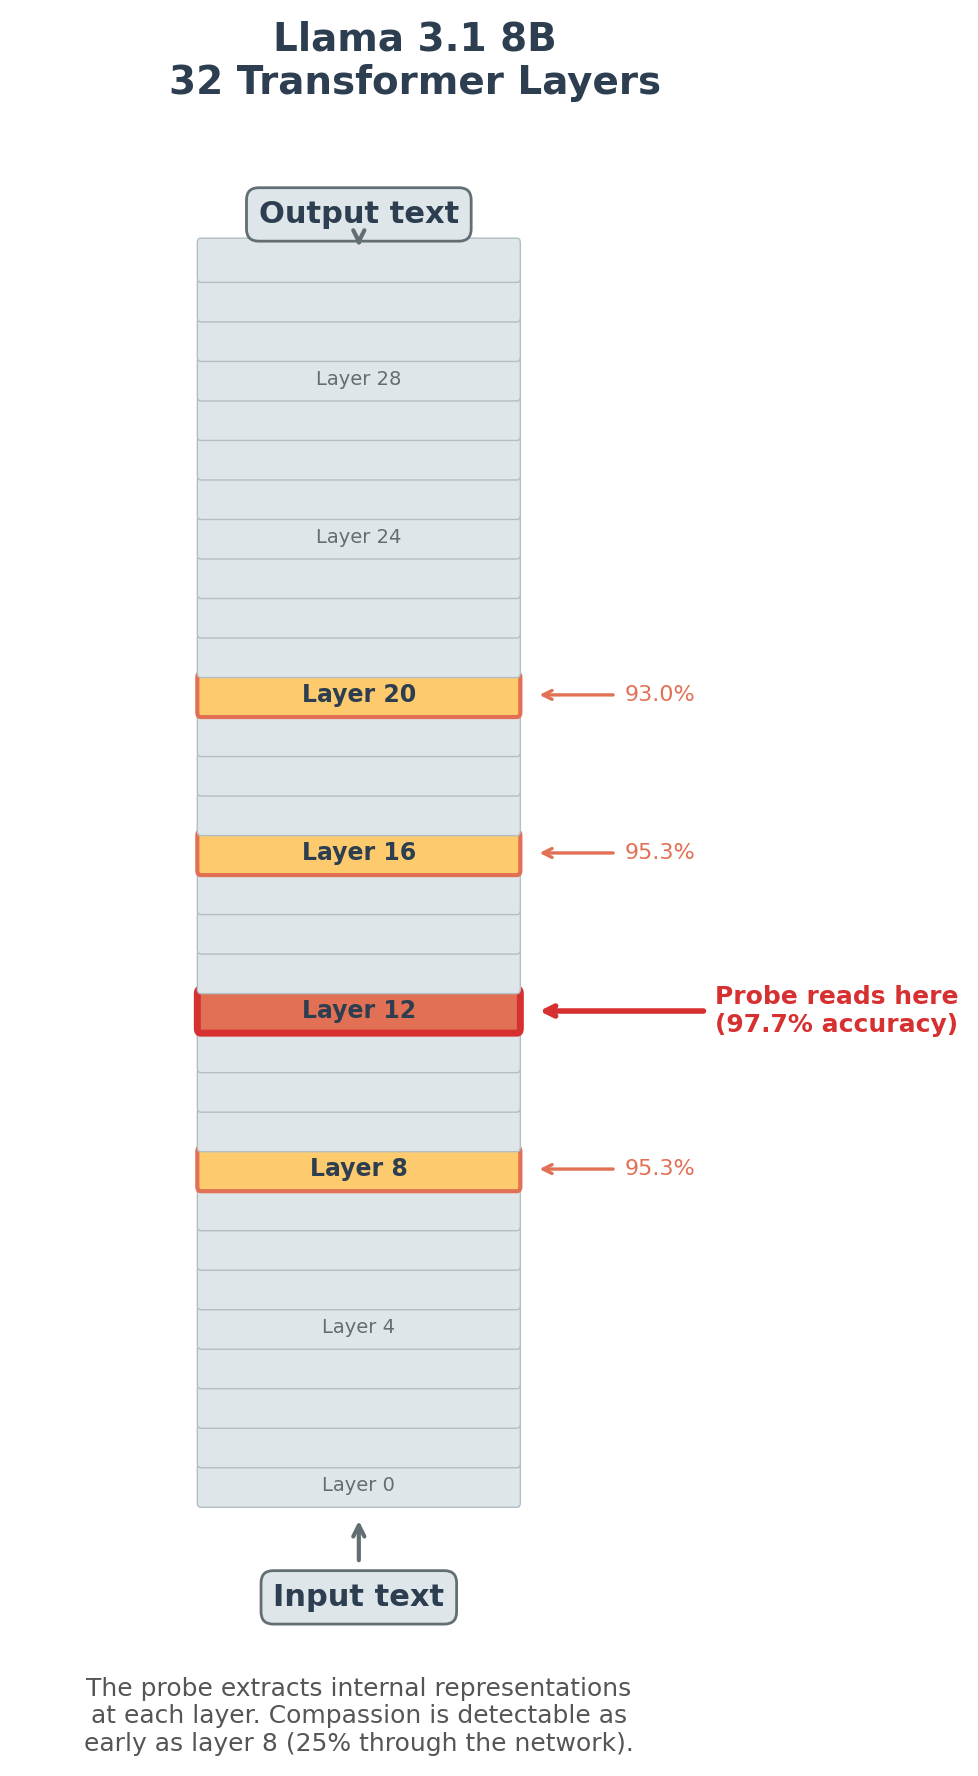 Llama 3.1 8B
32 Transformer Layers
Output text
Layer 28
Layer 24
Layer 20
93.0%
Layer 16
95.3%
Layer 12
Probe reads here
(97.7% accuracy)
Layer 8
95.3%
Layer 4
Layer 0
Input text
The probe extracts internal representations
at each layer. Compassion is detectable as
early as layer 8 (25% through the network).